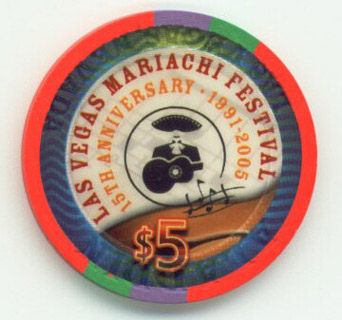 LAS VEGAS MARIACHI FESTIVAL
15TH ANNIVERSARY · 1991-2005
$5